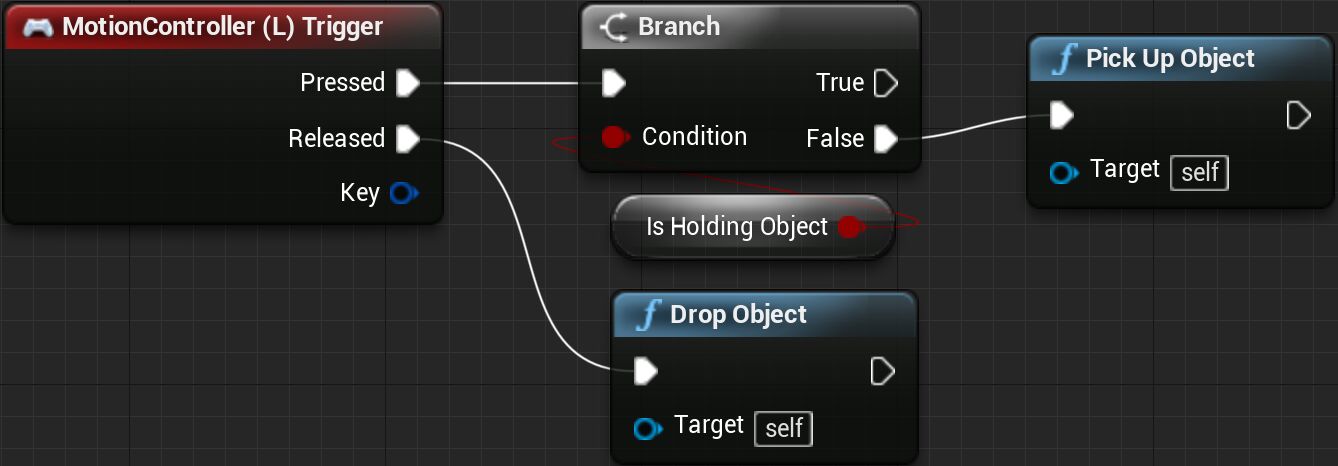 MotionController (L) Trigger
Pressed
Released
Key
Branch
True
Condition
False
Is Holding Object
Drop Object
Target self
Pick Up Object
Target self